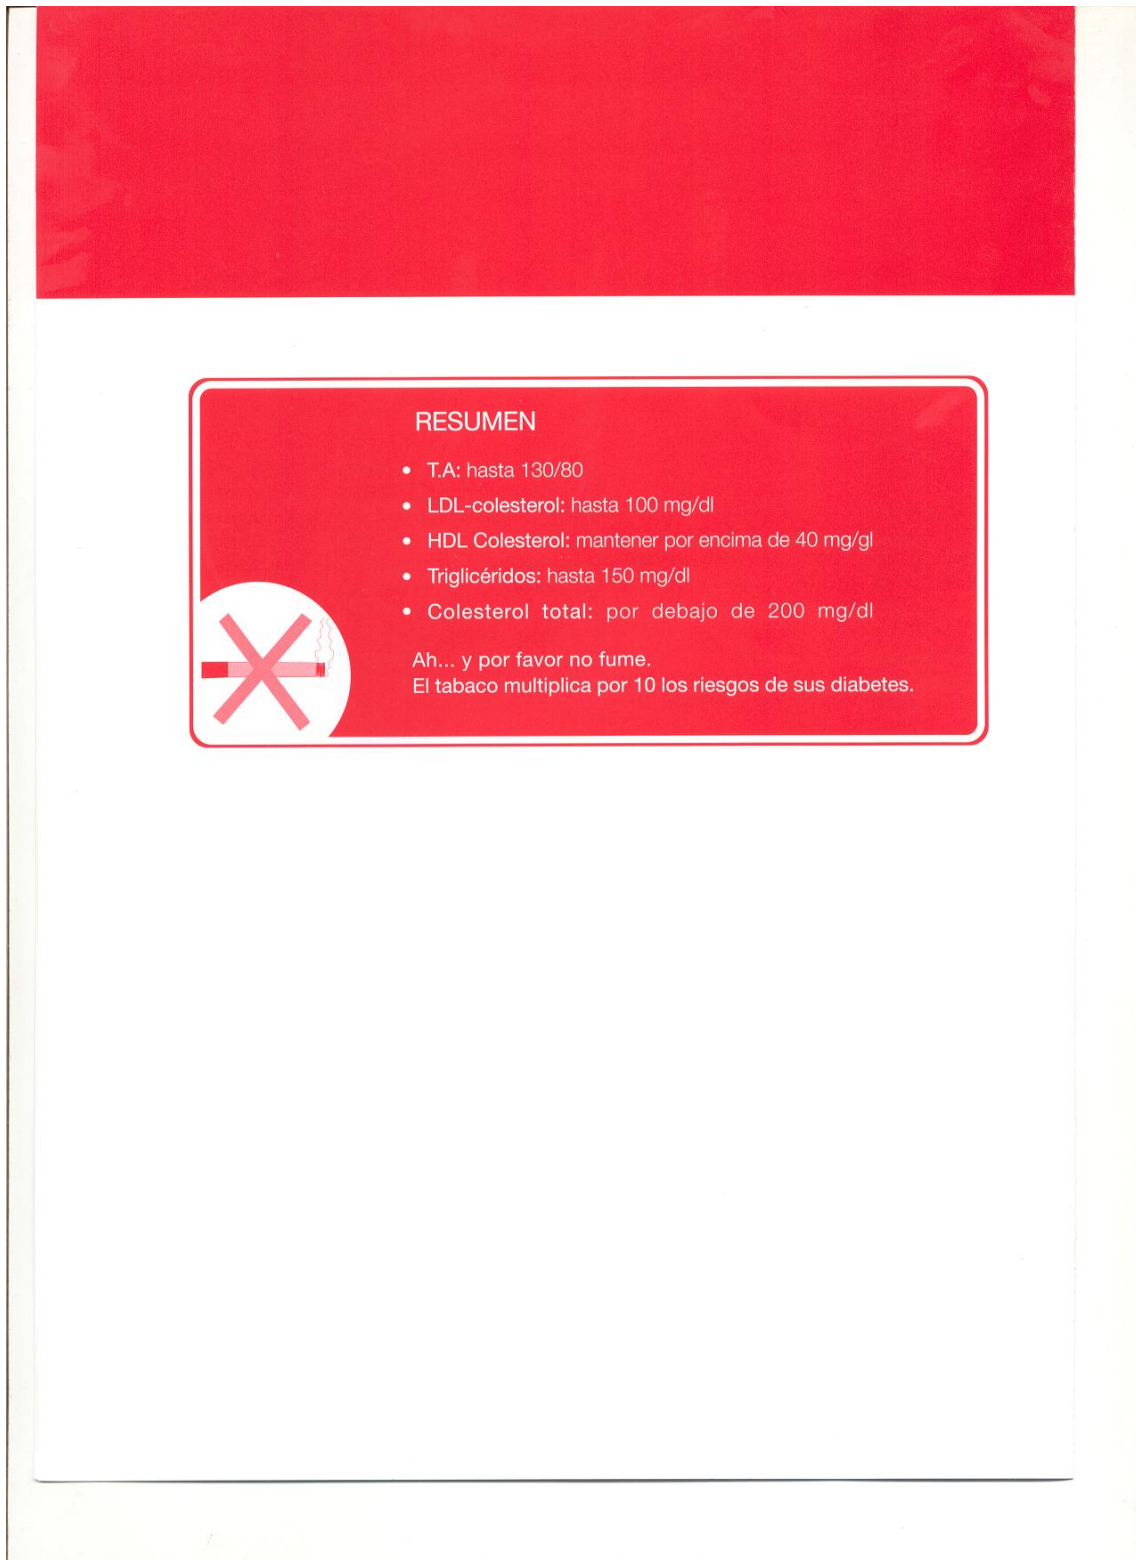 RESUMEN
• T.A: hasta 130/80
• LDL-colesterol: hasta 100 mg/dl
• HDL Colesterol: mantener por encima de 40 mg/gl
• Triglicéridos: hasta 150 mg/dl
• Colesterol total: por debajo de 200 mg/dl
Ah... y por favor no fume.
El tabaco multiplica por 10 los riesgos de sus diabetes.